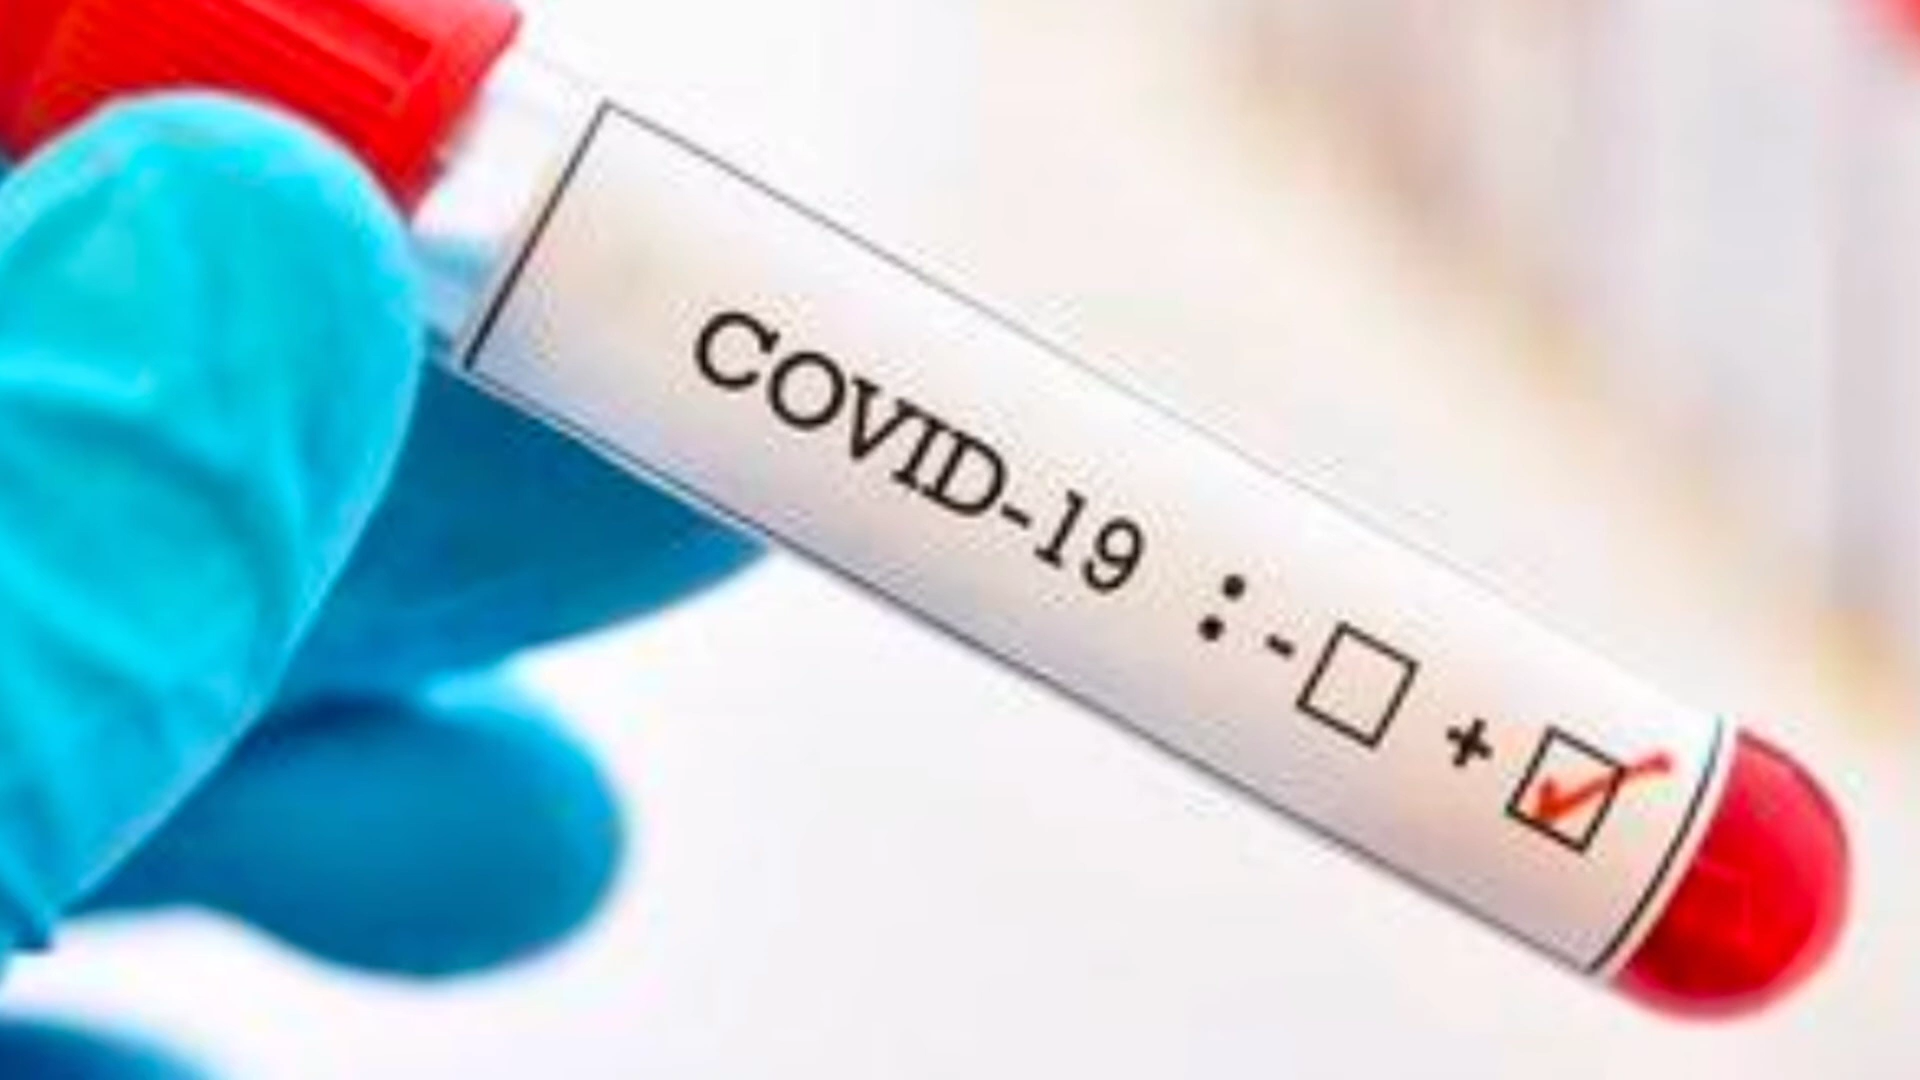 COVID-19 : - ☐ + ☑